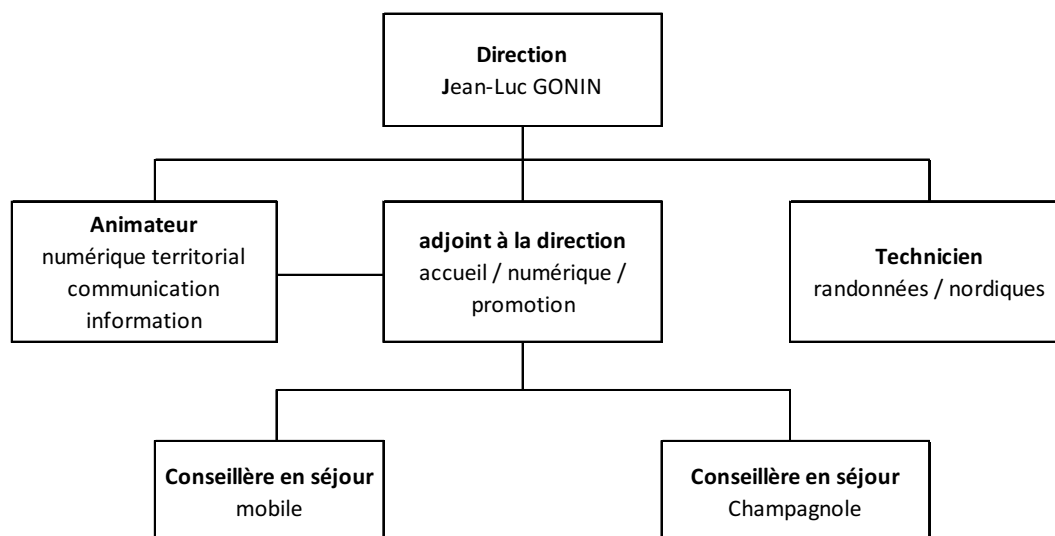 Direction
Jean-Luc GONIN
Animateur
numérique territorial
communication
information
adjoint à la direction
accueil / numérique /
promotion
Technicien
randonnées / nordiques
Conseillère en séjour
mobile
Conseillère en séjour
Champagnole